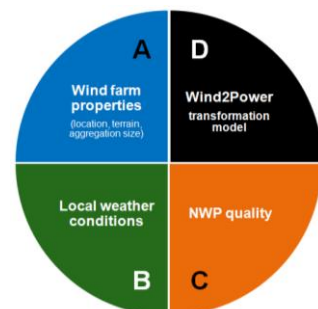 A
Wind farm
properties
(location, terrain,
aggregation size)
D
Wind2Power
transformation
model
Local weather
conditions
B
NWP quality
C